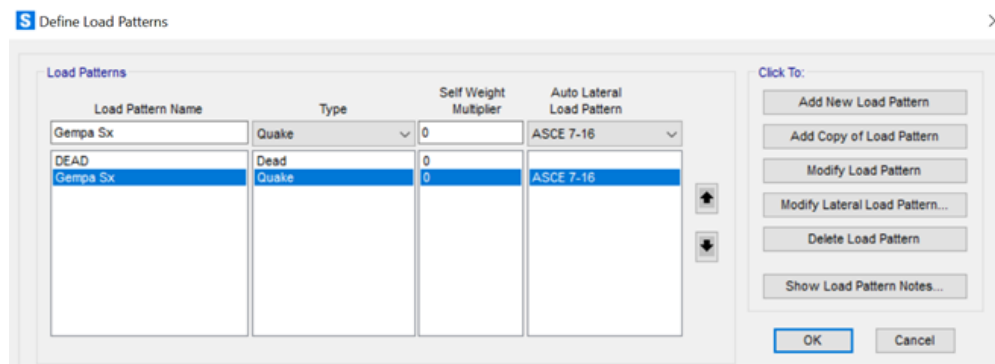 S Define Load Patterns
Load Patterns
Click To:
Load Pattern Name Type Self Weight Multiplier Auto Lateral Load Pattern
Gempa Sx Quake 0 ASCE 7-16
DEAD Dead 0
Gempa Sx Quake 0 ASCE 7-16
Add New Load Pattern
Add Copy of Load Pattern
Modify Load Pattern
Modify Lateral Load Pattern...
Delete Load Pattern
Show Load Pattern Notes...
OK Cancel